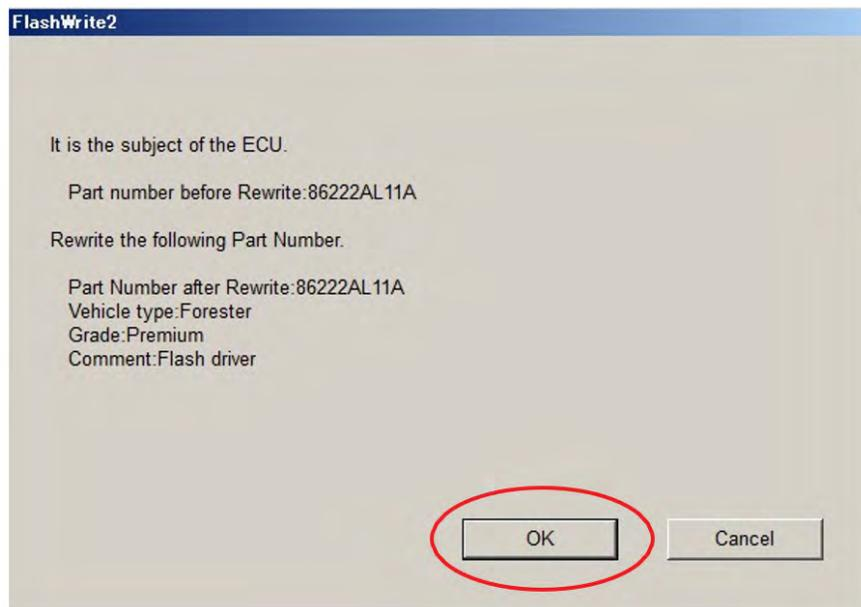 FlashWrite2
It is the subject of the ECU.
Part number before Rewrite:86222AL11A
Rewrite the following Part Number.
Part Number after Rewrite:86222AL11A
Vehicle type:Forester
Grade:Premium
Comment:Flash driver
OK
Cancel